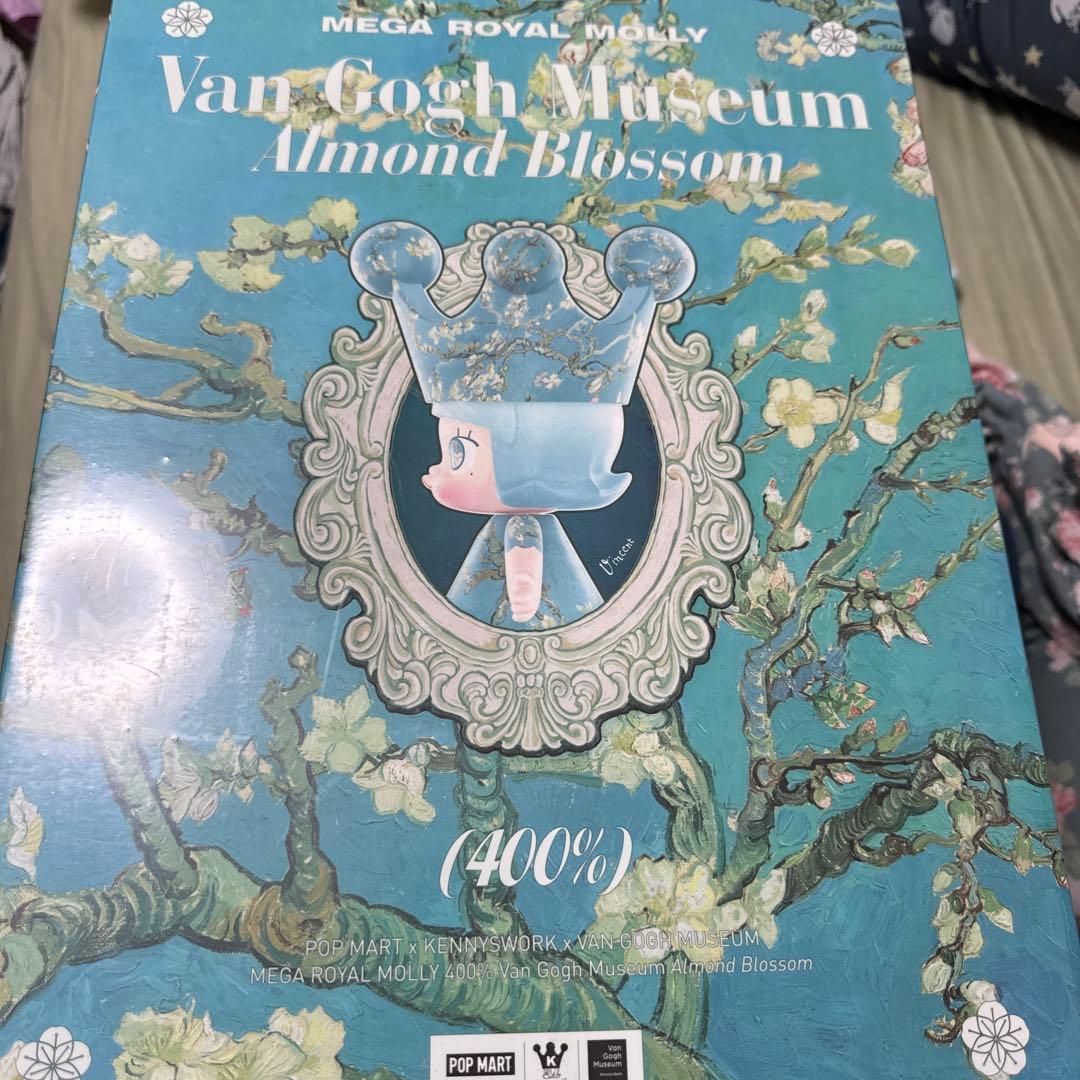 MEGA ROYAL MOLLY
Van Gogh Museum
Almond Blossom
Vincent
(400%)
POP MART x KENNYSWORK x VAN GOGH MUSEUM
MEGA ROYAL MOLLY 400% Van Gogh Museum Almond Blossom
POP MART
K
Van
Gogh
Museum
Amsterdam